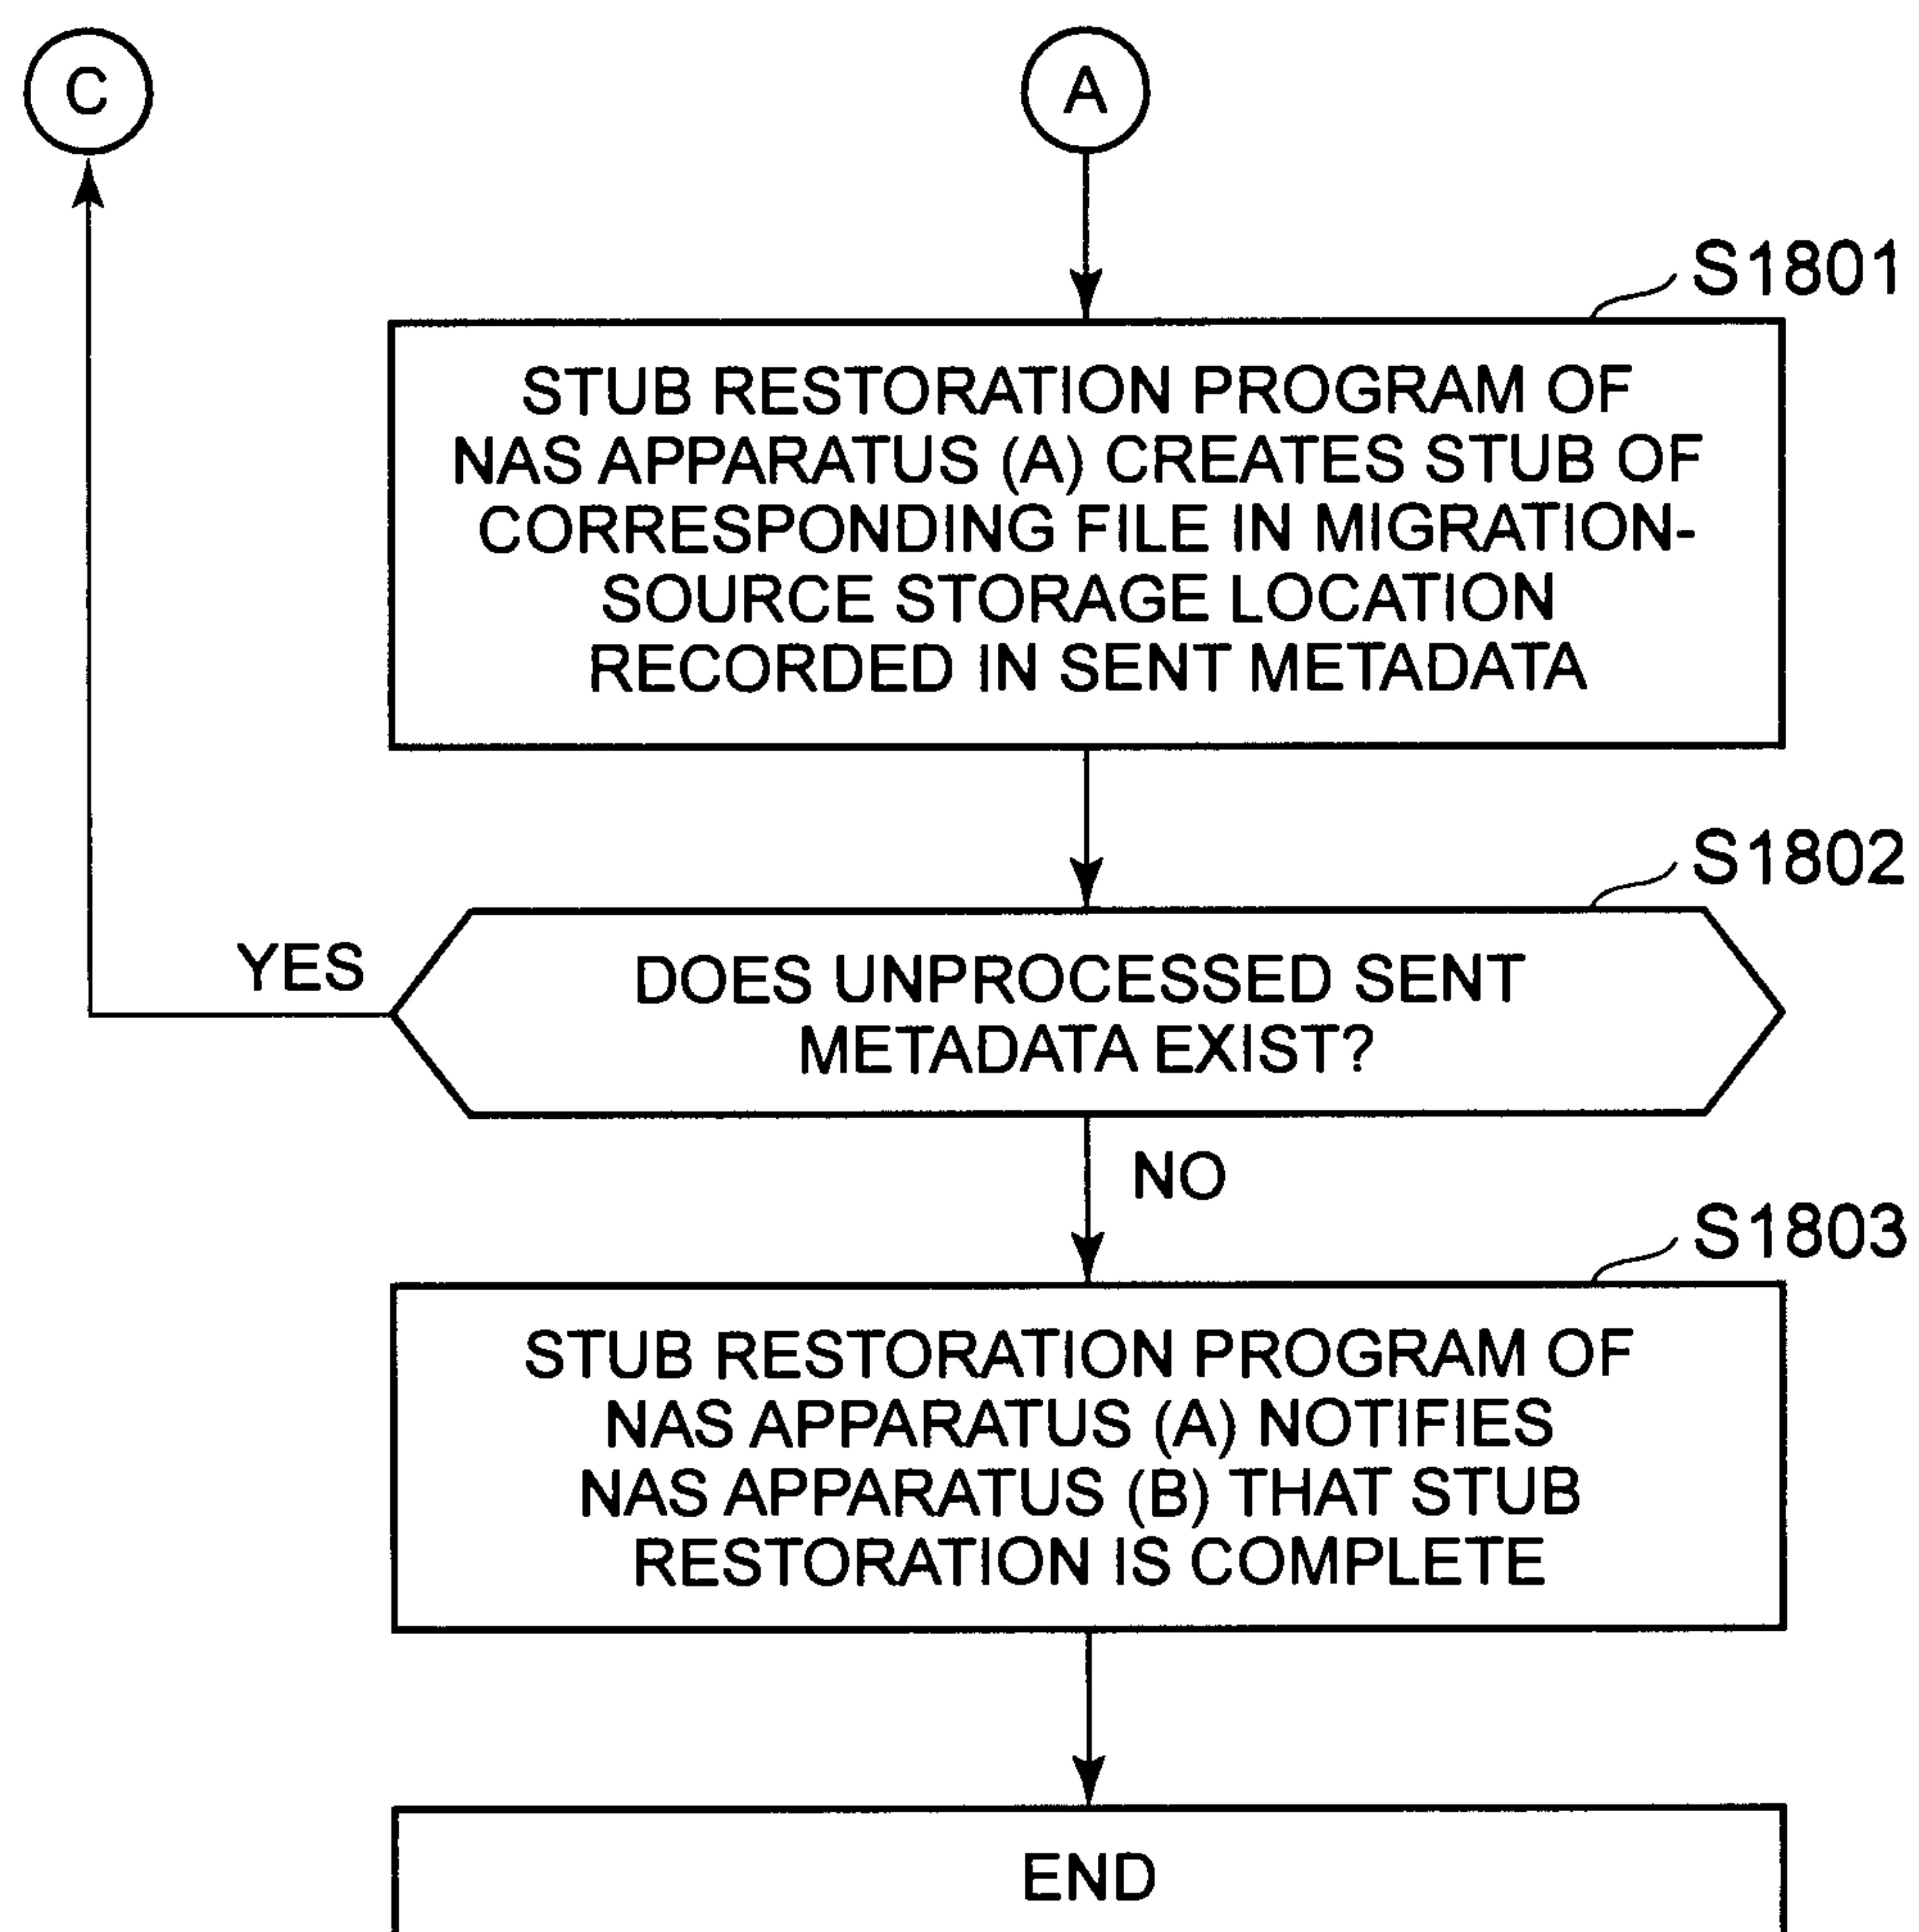 C
A
S1801
STUB RESTORATION PROGRAM OF
NAS APPARATUS (A) CREATES STUB OF
CORRESPONDING FILE IN MIGRATION-
SOURCE STORAGE LOCATION
RECORDED IN SENT METADATA
S1802
YES
DOES UNPROCESSED SENT
METADATA EXIST?
NO
S1803
STUB RESTORATION PROGRAM OF
NAS APPARATUS (A) NOTIFIES
NAS APPARATUS (B) THAT STUB
RESTORATION IS COMPLETE
END